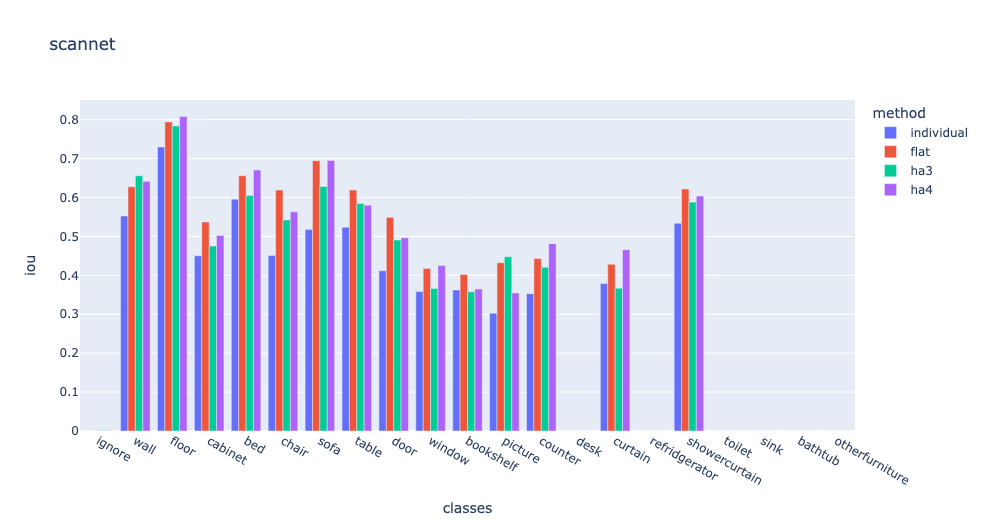 scannet
method
individual
flat
ha3
ha4
iou
0.8
0.7
0.6
0.5
0.4
0.3
0.2
0.1
0
ignore
wall
floor
cabinet
bed
chair
sofa
table
door
window
bookshelf
picture
counter
desk
curtain
refridgerator
showercurtain
toilet
sink
bathtub
otherfurniture
classes